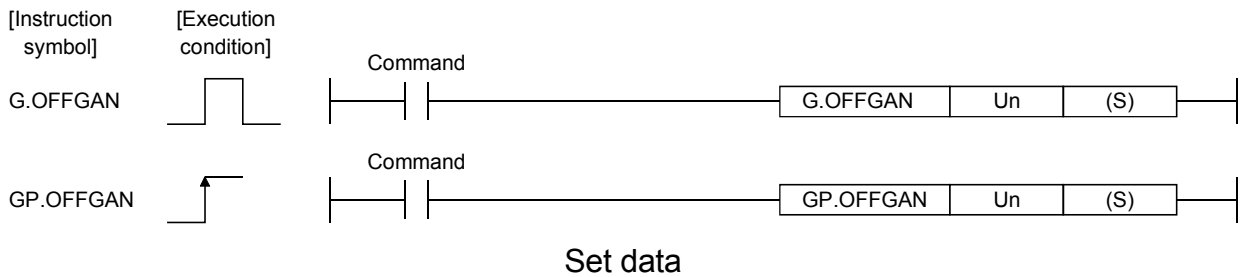 [Instruction symbol]
[Execution condition]
Command
G.OFFGAN
G.OFFGAN Un (S)
Command
GP.OFFGAN
GP.OFFGAN Un (S)
Set data